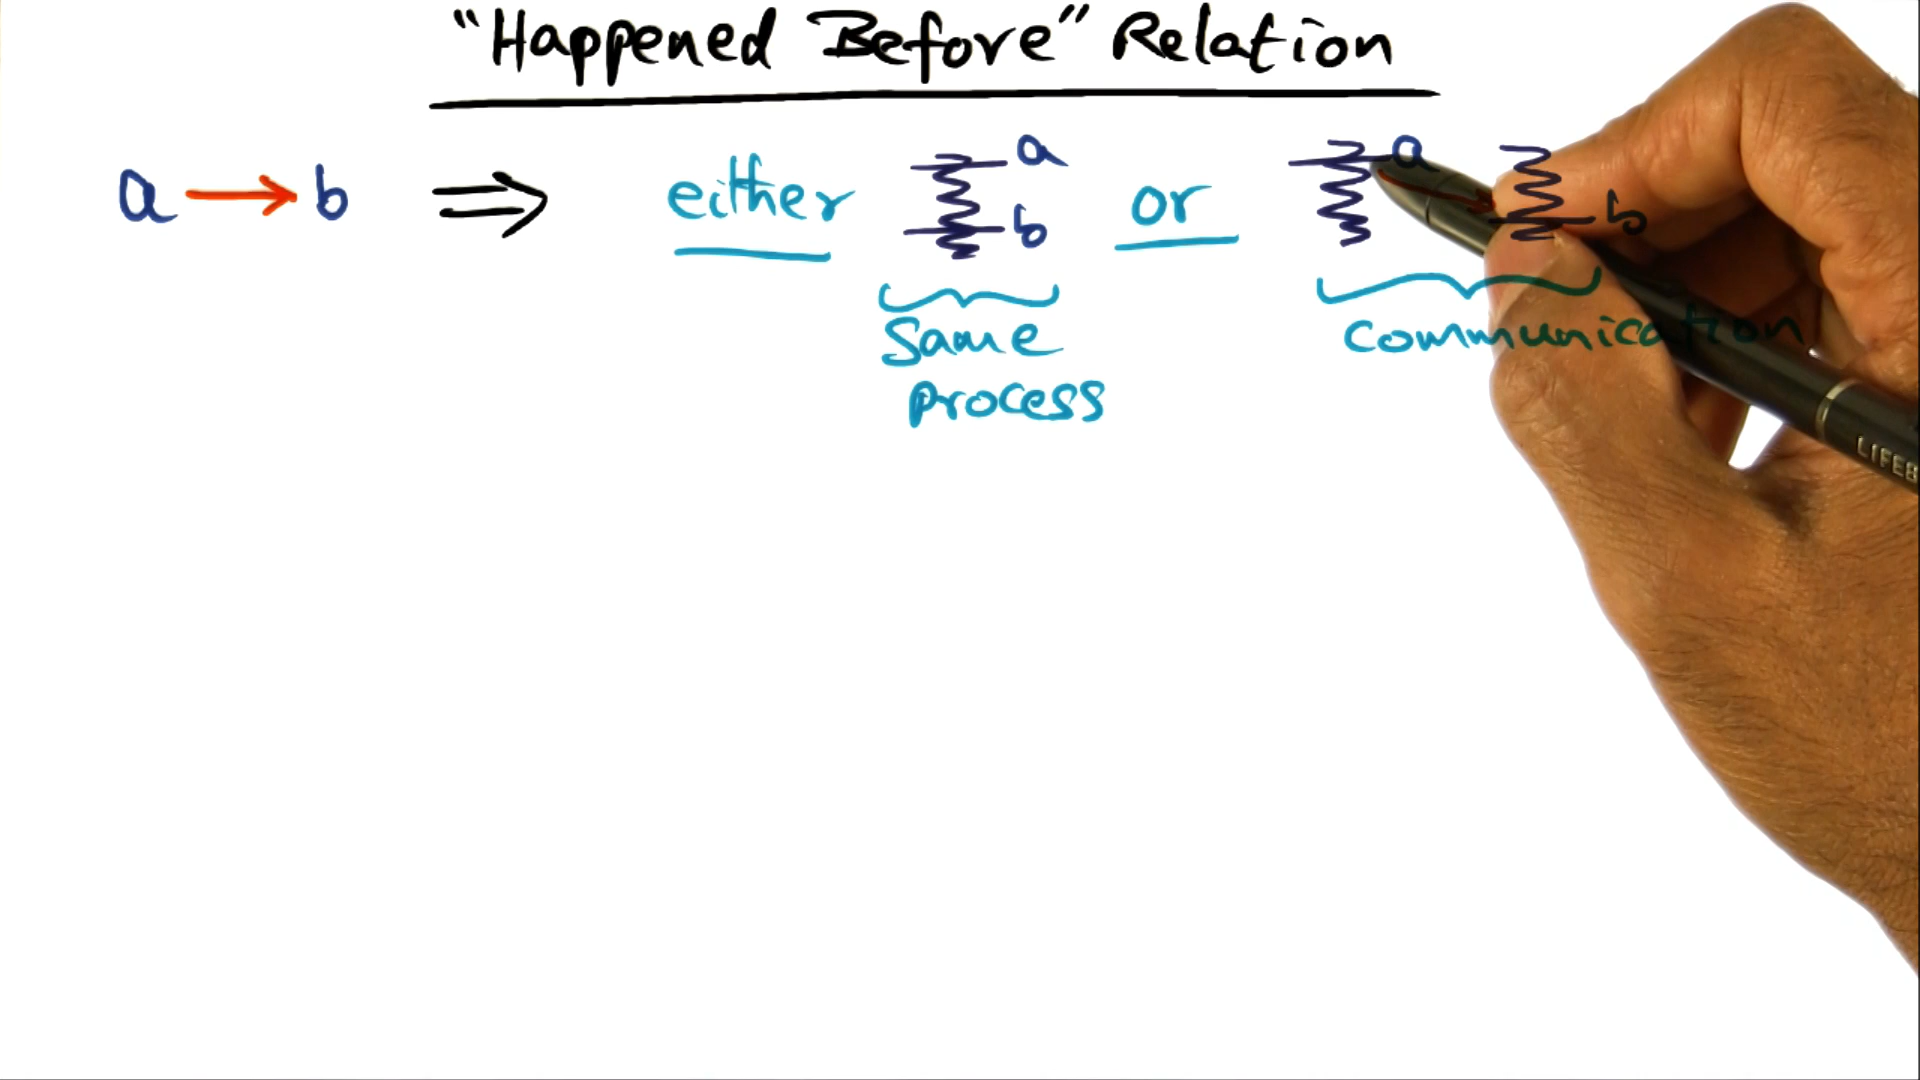 "Happened Before" Relation
a → b ⇒ either a b or a b
Same process
Communication